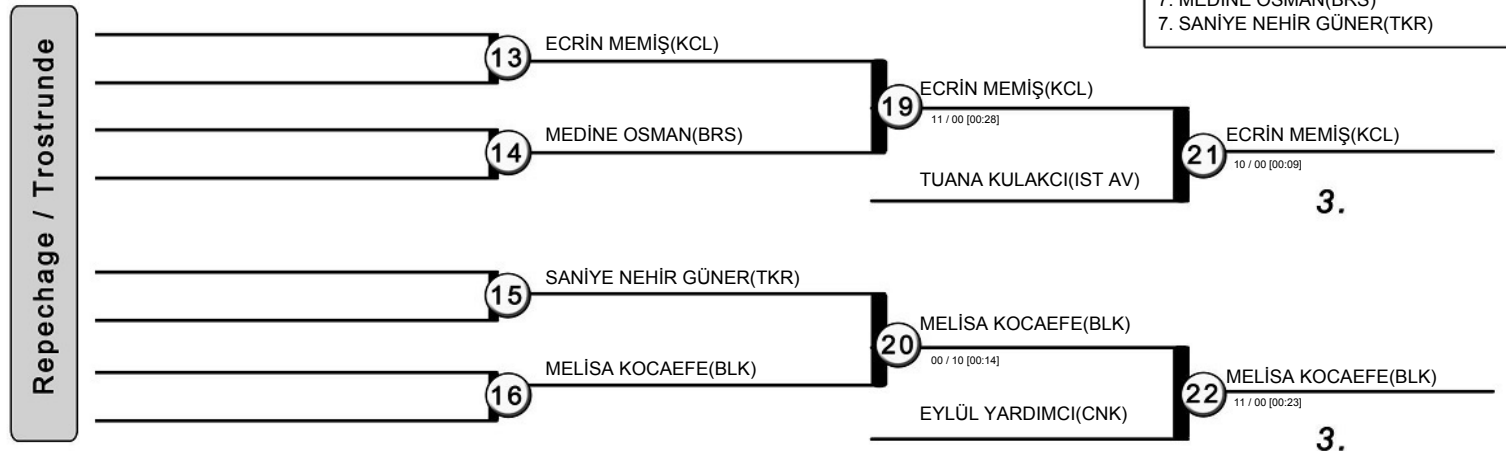 7. MEDİNE OSMAN(BRS)
7. SANİYE NEHİR GÜNER(TKR)
Repechage / Trostrunde
13
ECRİN MEMİŞ(KCL)
14
MEDİNE OSMAN(BRS)
19
ECRİN MEMİŞ(KCL)
11 / 00 [00:28]
TUANA KULAKCI(IST AV)
21
ECRİN MEMİŞ(KCL)
10 / 00 [00:09]
3.
15
SANİYE NEHİR GÜNER(TKR)
16
MELİSA KOCAEFE(BLK)
20
MELİSA KOCAEFE(BLK)
00 / 10 [00:14]
EYLÜL YARDIMCI(CNK)
22
MELİSA KOCAEFE(BLK)
11 / 00 [00:23]
3.